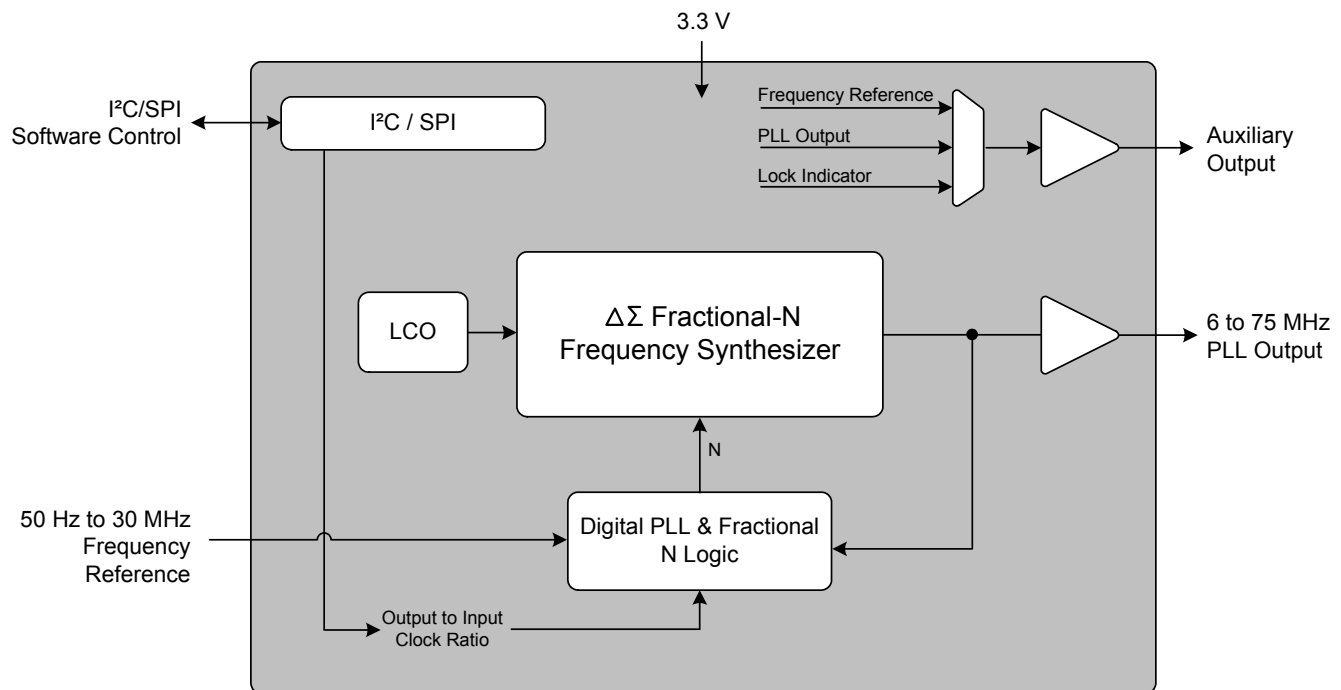 3.3 V
I²C/SPI
Software Control
I²C / SPI
Frequency Reference
PLL Output
Lock Indicator
Auxiliary
Output
LCO
ΔΣ Fractional-N
Frequency Synthesizer
6 to 75 MHz
PLL Output
N
50 Hz to 30 MHz
Frequency
Reference
Digital PLL & Fractional
N Logic
Output to Input
Clock Ratio